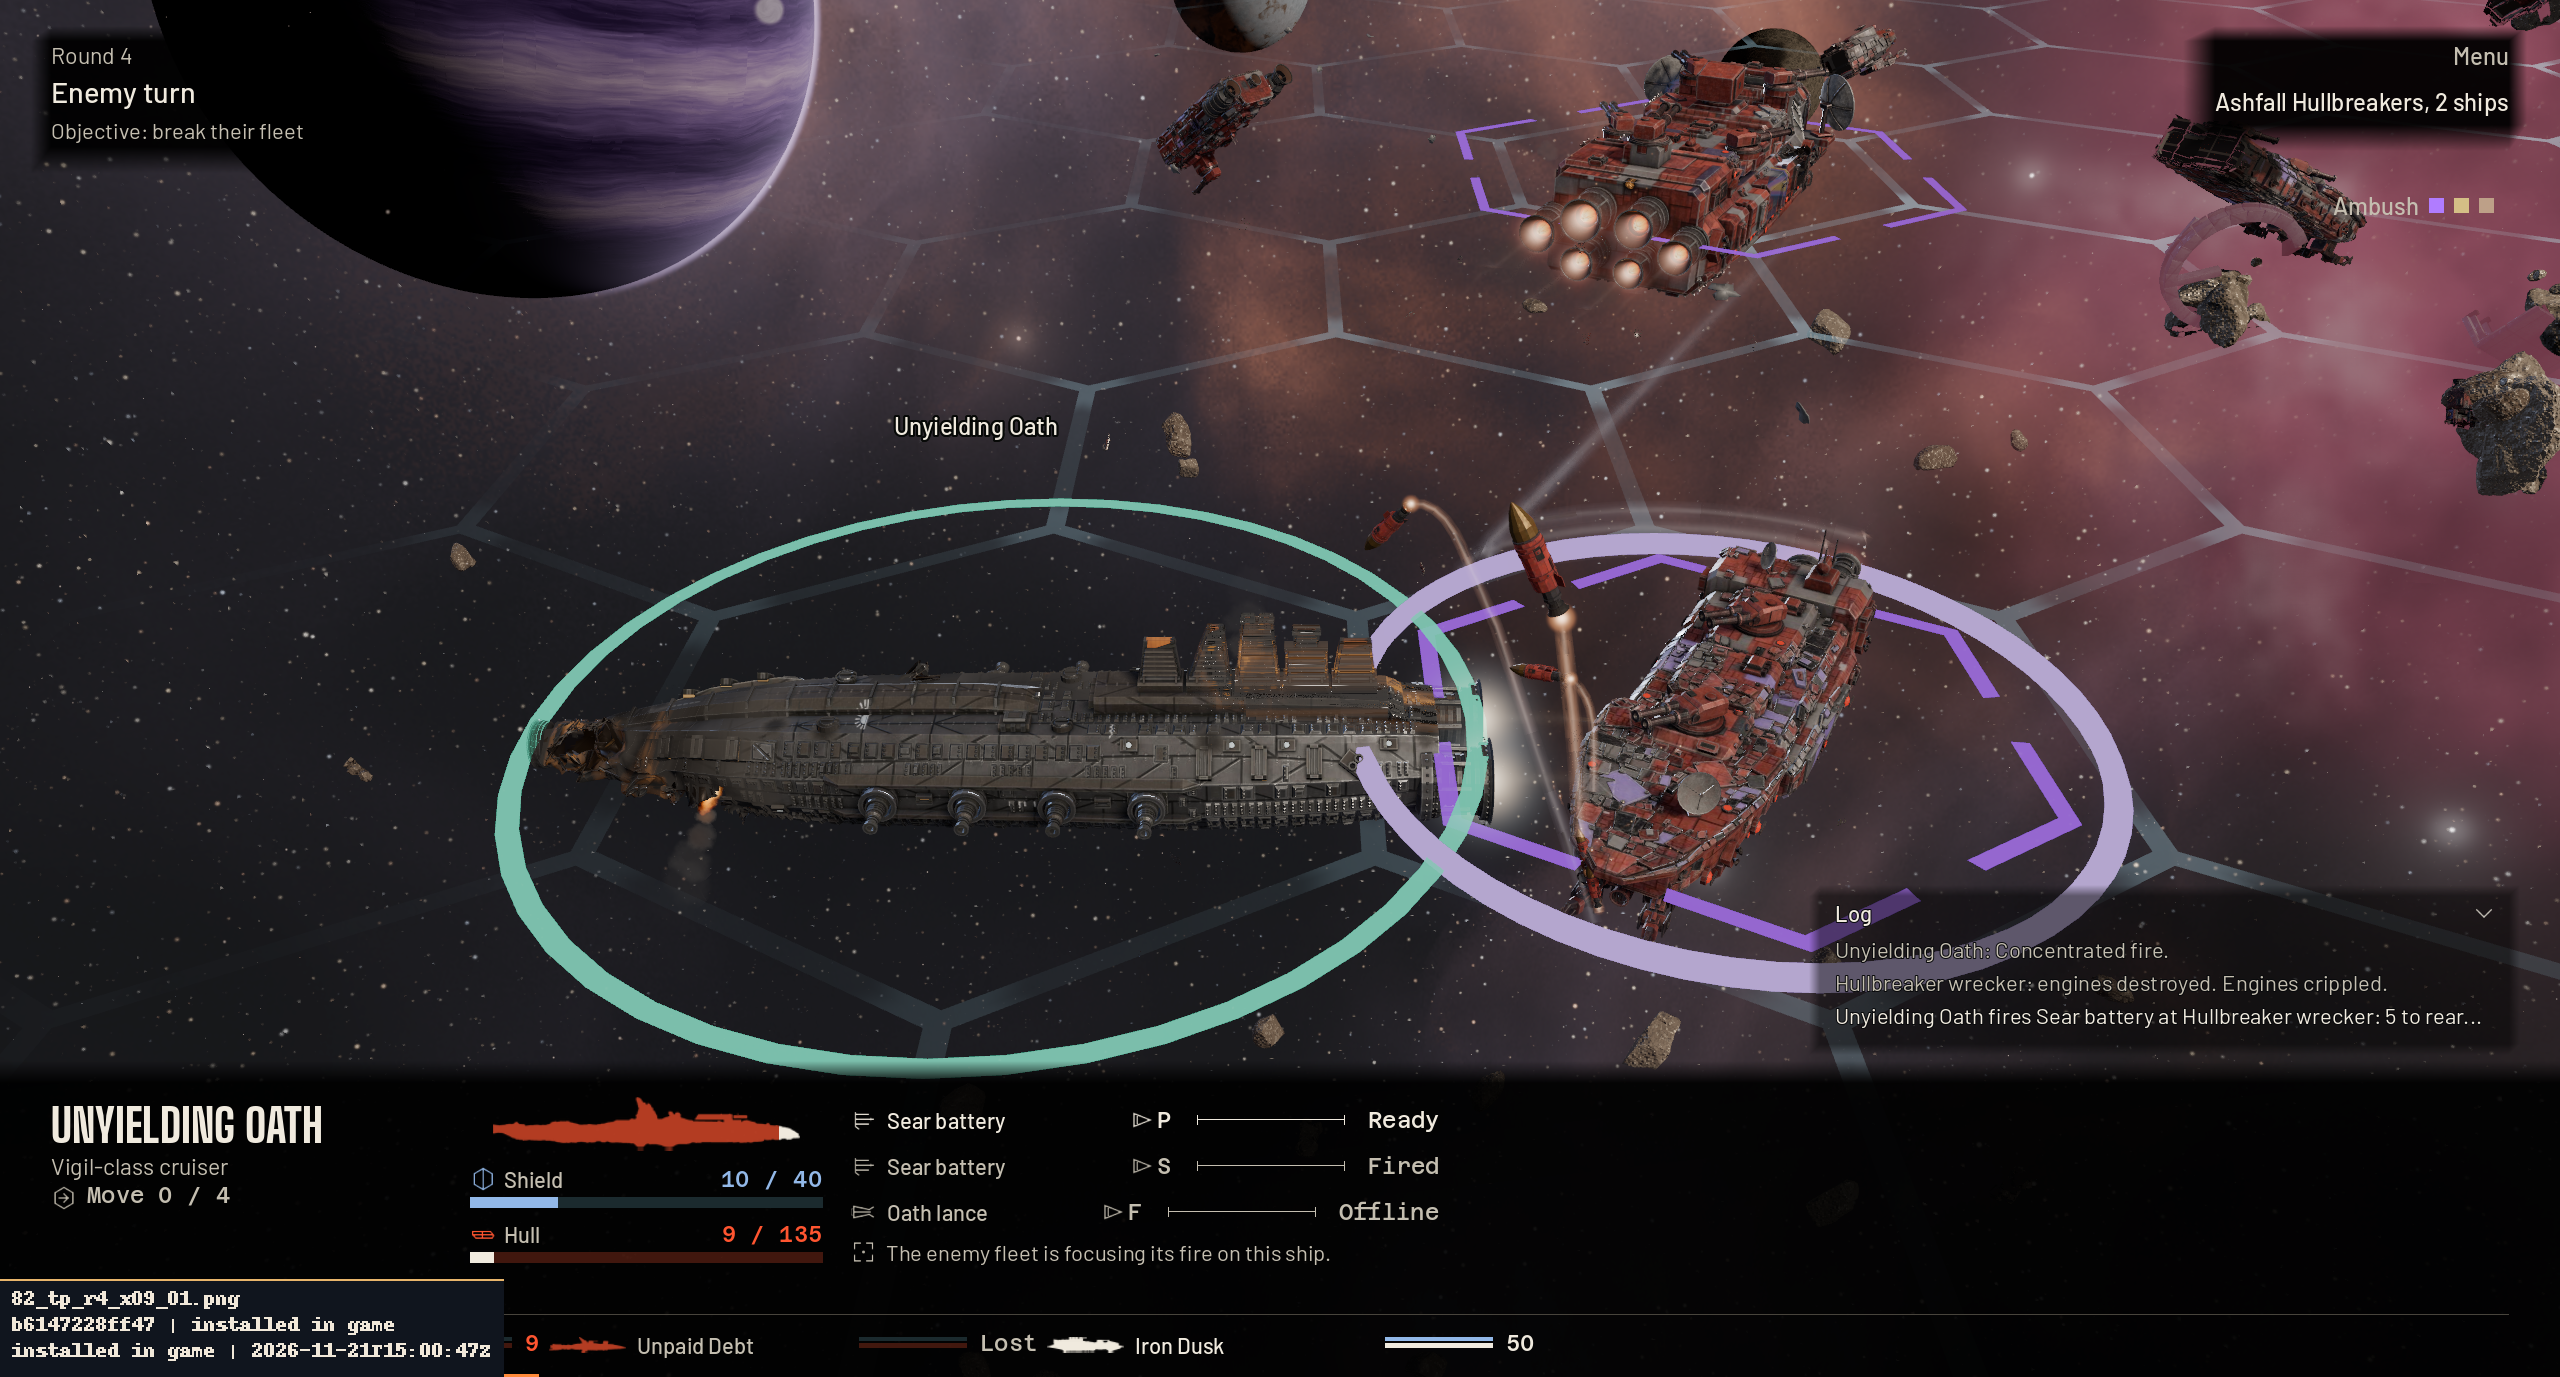 Round 4
Enemy turn
Objective: break their fleet
Menu
Ashfall Hullbreakers, 2 ships
Ambush
Unyielding Oath
Log
Unyielding Oath: Concentrated fire.
Hullbreaker wrecker: engines destroyed. Engines crippled.
Unyielding Oath fires Sear battery at Hullbreaker wrecker: 5 to rear...
UNYIELDING OATH
Vigil-class cruiser
Move 0 / 4
Shield 10 / 40
Hull 9 / 135
Sear battery P Ready
Sear battery S Fired
Oath lance F Offline
The enemy fleet is focusing its fire on this ship.
82_tp_r4_x09_01.png
b6147228ff47 | installed in game
installed in game | 2026-11-21T15:00:47Z
9 Unpaid Debt Lost Iron Dusk 50